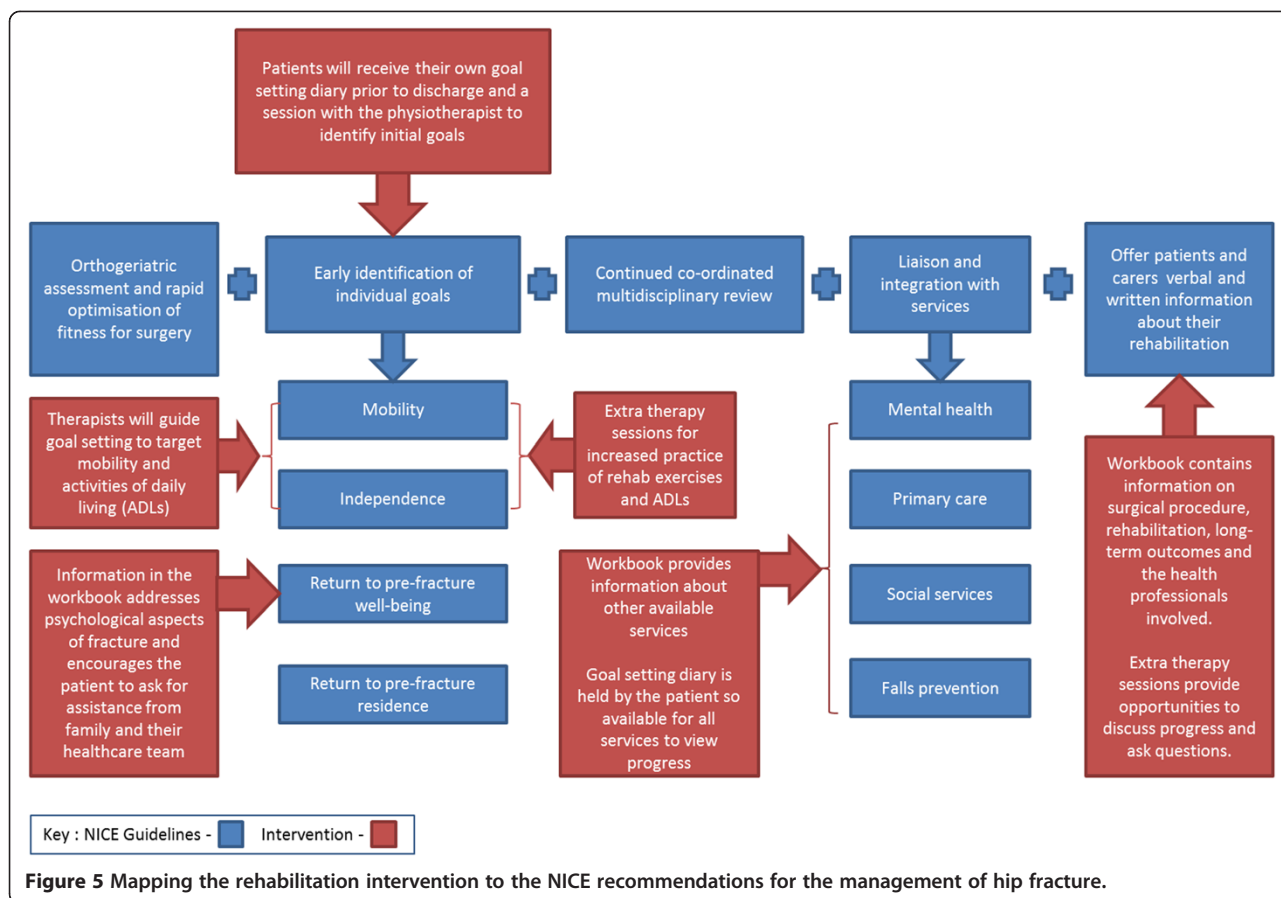 Patients will receive their own goal
setting diary prior to discharge and a
session with the physiotherapist to
identify initial goals
Orthogeriatric
assessment and rapid
optimisation of
fitness for surgery
Early identification of
individual goals
Continued co-ordinated
multidisciplinary review
Liaison and
integration with
services
Offer patients and
carers verbal and
written information
about their
rehabilitation
Therapists will guide
goal setting to target
mobility and
activities of daily
living (ADLs)
Mobility
Independence
Extra therapy
sessions for
increased practice
of rehab exercises
and ADLs
Mental health
Primary care
Social services
Falls prevention
Information in the
workbook addresses
psychological aspects
of fracture and
encourages the
patient to ask for
assistance from
family and their
healthcare team
Return to pre-fracture
well-being
Return to pre-fracture
residence
Workbook provides
information about
other available
services
Goal setting diary is
held by the patient so
available for all
services to view
progress
Workbook contains
information on
surgical procedure,
rehabilitation, long-
term outcomes and
the health
professionals
involved.
Extra therapy
sessions provide
opportunities to
discuss progress and
ask questions.
Key : NICE Guidelines - Intervention -
Figure 5 Mapping the rehabilitation intervention to the NICE recommendations for the management of hip fracture.